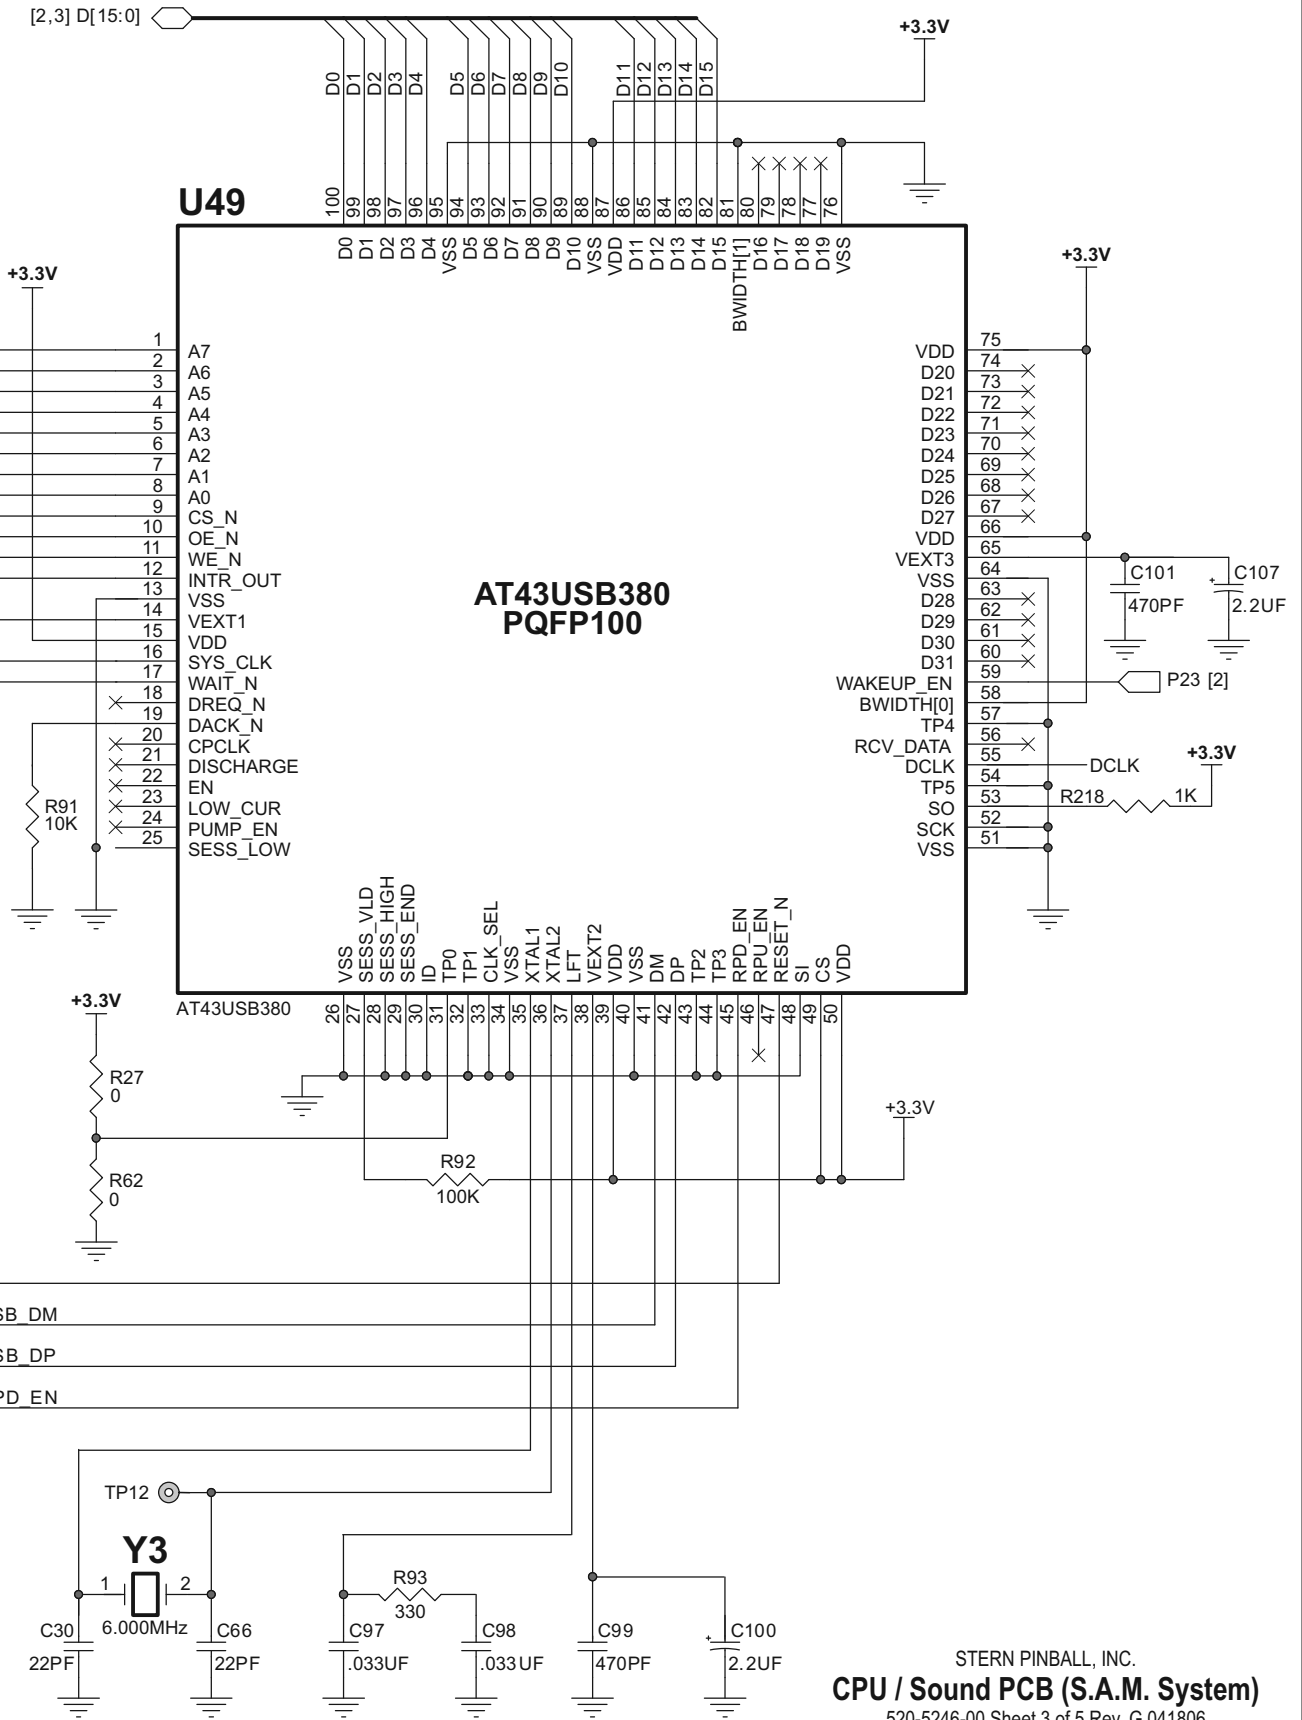 [2,3] D[15:0]
+3.3V
D0
D1
D2
D3
D4
D5
D6
D7
D8
D9
D10
D11
D12
D13
D14
D15
U49
100
99
98
97
96
95
94
93
92
91
90
89
88
87
86
85
84
83
82
81
80
79
78
77
76
D0
D1
D2
D3
D4
VSS
D5
D6
D7
D8
D9
D10
VSS
VDD
D11
D12
D13
D14
D15
BWIDTH[1]
D16
D17
D18
D19
VSS
+3.3V
+3.3V
1 A7
2 A6
3 A5
4 A4
5 A3
6 A2
7 A1
8 A0
9 CS_N
10 OE_N
11 WE_N
12 INTR_OUT
13 VSS
14 VEXT1
15 VDD
16 SYS_CLK
17 WAIT_N
18 DREQ_N
19 DACK_N
20 CPCLK
21 DISCHARGE
22 EN
23 LOW_CUR
24 PUMP_EN
25 SESS_LOW
R91
10K
AT43USB380
PQFP100
VDD 75
D20 74
D21 73
D22 72
D23 71
D24 70
D25 69
D26 68
D27 67
VDD 66
VEXT3 65
VSS 64
D28 63
D29 62
D30 61
D31 60
WAKEUP_EN 59
BWIDTH[0] 58
TP4 57
RCV_DATA 56
DCLK 55
TP5 54
SO 53
SCK 52
VSS 51
C101
470PF
+
C107
2.2UF
P23 [2]
DCLK
+3.3V
R218 1K
VSS
SESS_VLD
SESS_HIGH
SESS_END
ID
TP0
TP1
CLK_SEL
VSS
XTAL1
XTAL2
LFT
VEXT2
VDD
VSS
DM
DP
TP2
TP3
RPD_EN
RPU_EN
RESET_N
SI
CS
VDD
AT43USB380
26
27
28
29
30
31
32
33
34
35
36
37
38
39
40
41
42
43
44
45
46
47
48
49
50
+3.3V
R27
0
R62
0
R92
100K
+3.3V
SB_DM
SB_DP
PD_EN
TP12
Y3
1 2
6.000MHz
C30
22PF
C66
22PF
R93
330
C97
.033UF
C98
.033UF
C99
470PF
+
C100
2.2UF
STERN PINBALL, INC.
CPU / Sound PCB (S.A.M. System)
520-5246-00 Sheet 3 of 5 Rev. G 041806